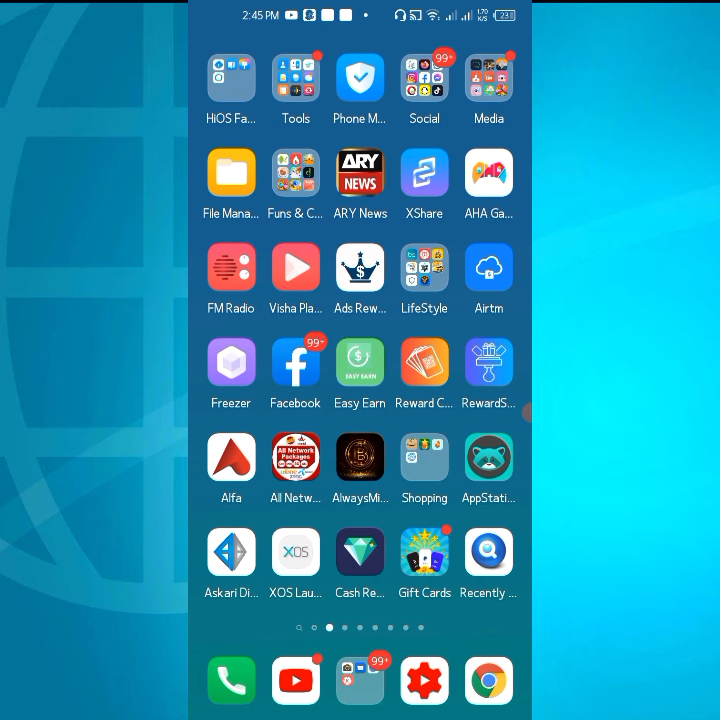 2:45 PM 1.70 K/S 23
99+
HiOS Fa... Tools Phone M... Social Media
ARY
NEWS
File Mana... Funs & C... ARY News XShare AHA Ga...
FM Radio Visha Pla... Ads Rew... LifeStyle Airtm
99+
EASY EARN
Freezer Facebook Easy Earn Reward C... RewardS...
All Network
Packages
Alfa All Netw... AlwaysMi... Shopping AppStati...
XOS
Askari Di... XOS Lau... Cash Re... Gift Cards Recently ...
99+